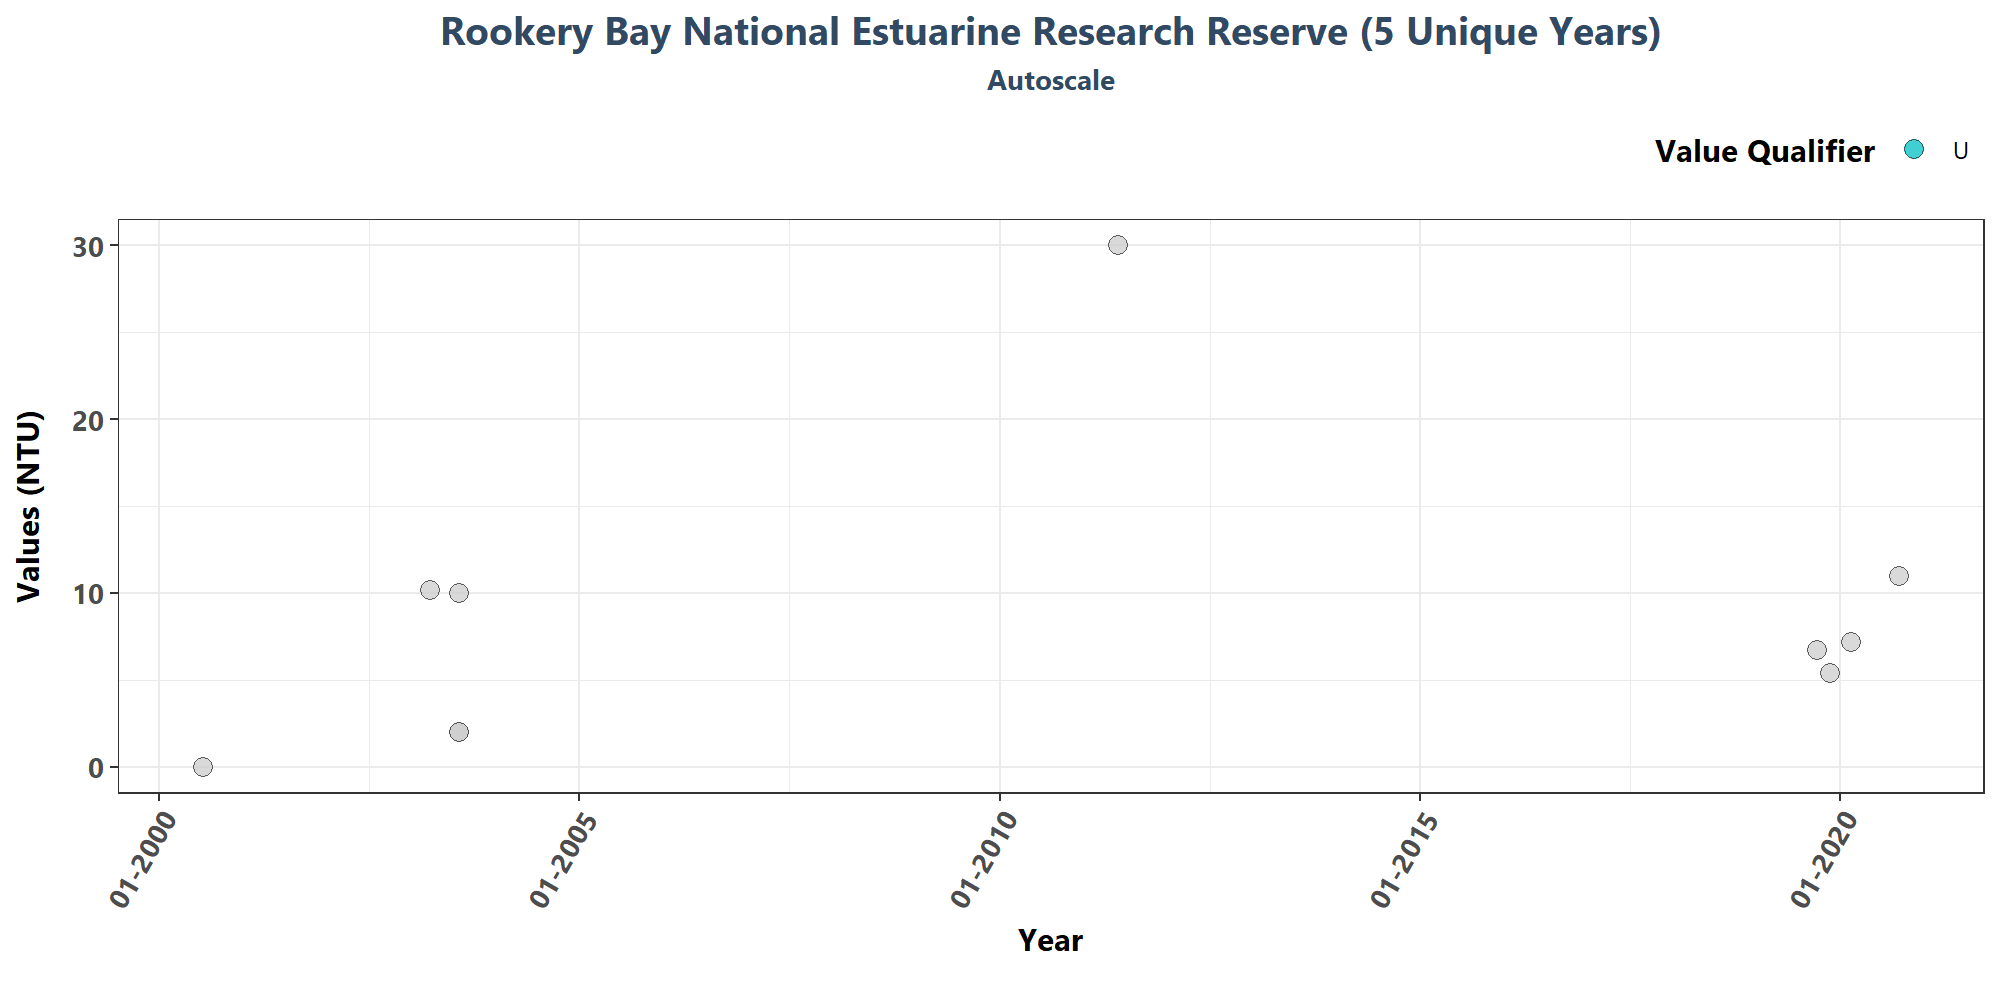 Rookery Bay National Estuarine Research Reserve (5 Unique Years)
Autoscale
Value Qualifier U
30
20
10
0
Values (NTU)
01-2000
01-2005
01-2010
01-2015
01-2020
Year